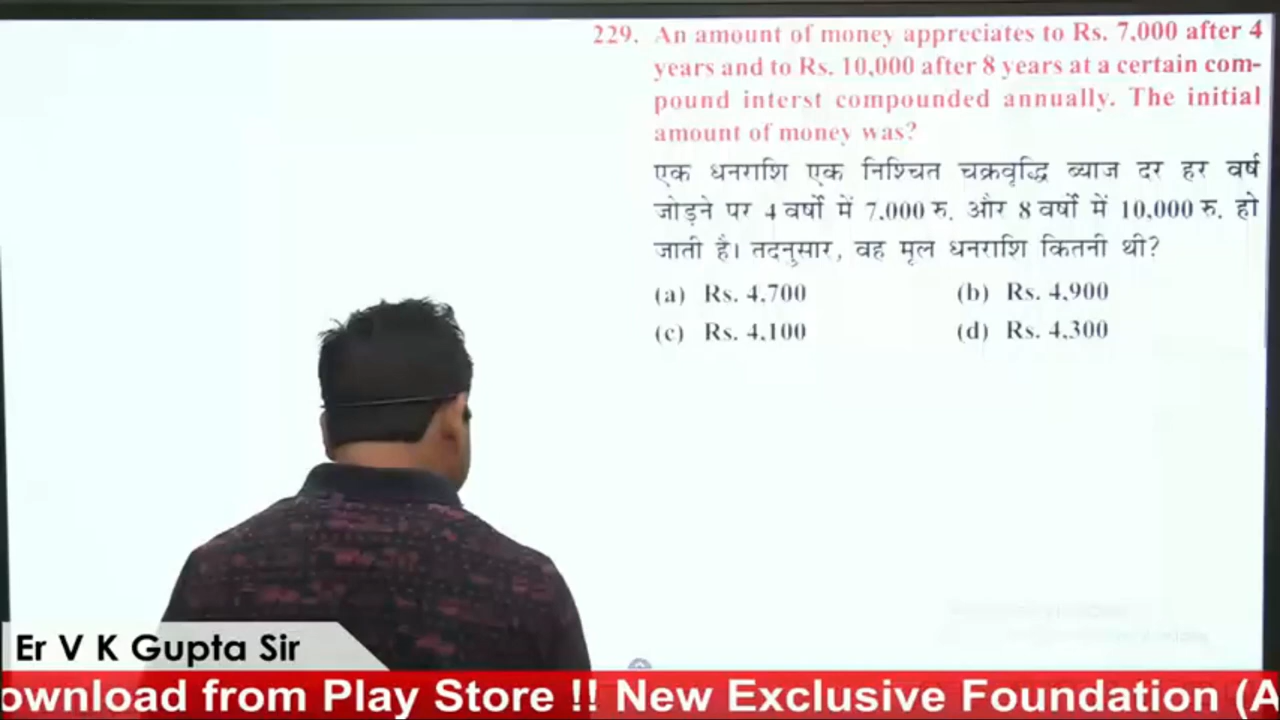 229. An amount of money appreciates to Rs. 7,000 after 4
years and to Rs. 10,000 after 8 years at a certain com-
pound interst compounded annually. The initial
amount of money was?
एक धनराशि एक निश्चित चक्रवृद्धि ब्याज दर हर वर्ष
जोड़ने पर 4 वर्षों में 7,000 रु. और 8 वर्षों में 10,000 रु. हो
जाती है। तदनुसार, वह मूल धनराशि कितनी थी?
(a) Rs. 4,700 (b) Rs. 4,900
(c) Rs. 4,100 (d) Rs. 4,300
Er V K Gupta Sir
ownload from Play Store !! New Exclusive Foundation (A